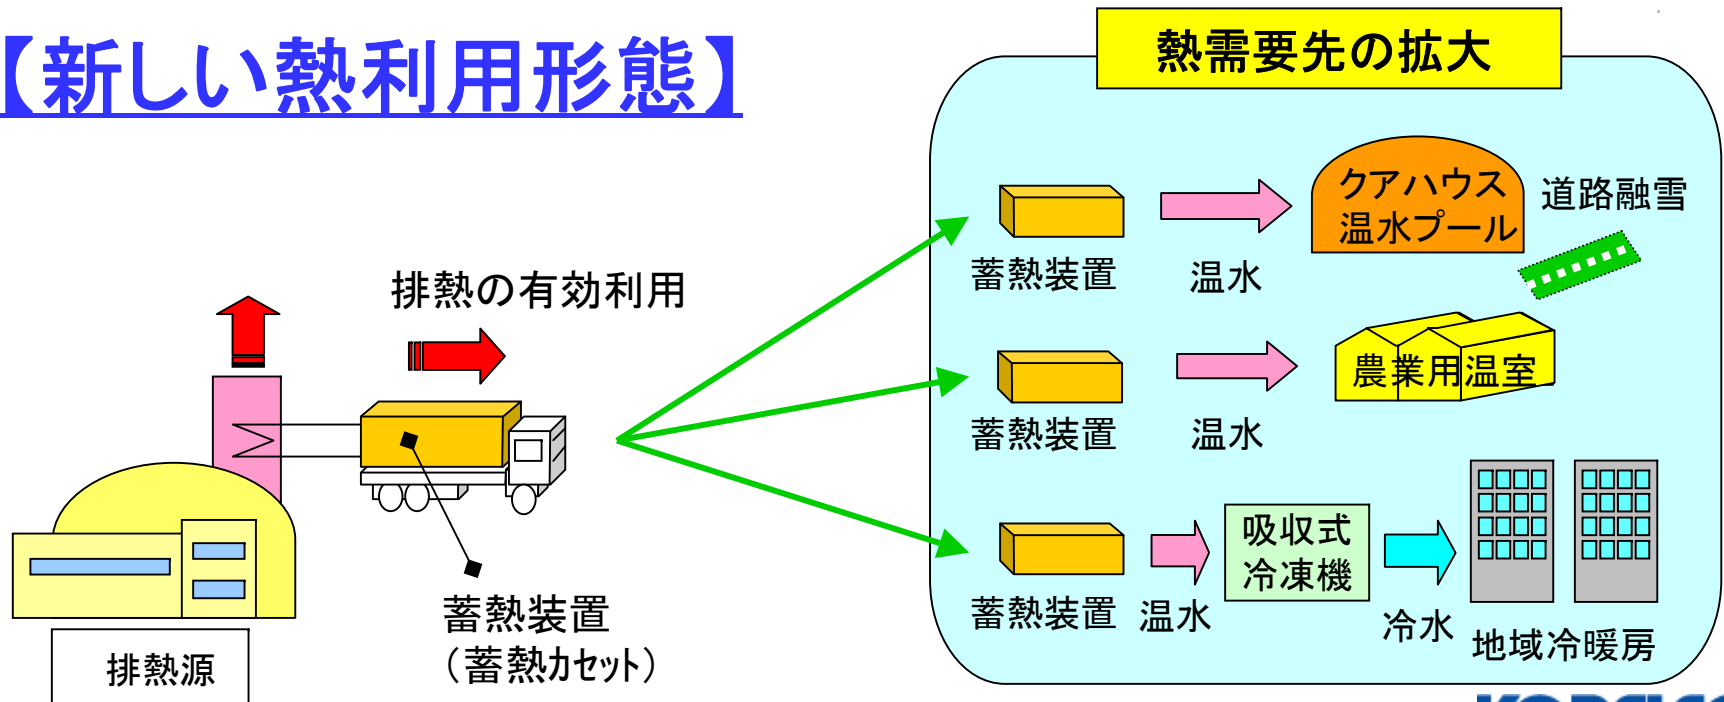 【新しい熱利用形態】
熱需要先の拡大
クアハウス
温水プール
道路融雪
蓄熱装置
温水
排熱の有効利用
農業用温室
蓄熱装置
温水
吸収式
冷凍機
蓄熱装置
温水
冷水
地域冷暖房
蓄熱装置
（蓄熱カセット）
排熱源